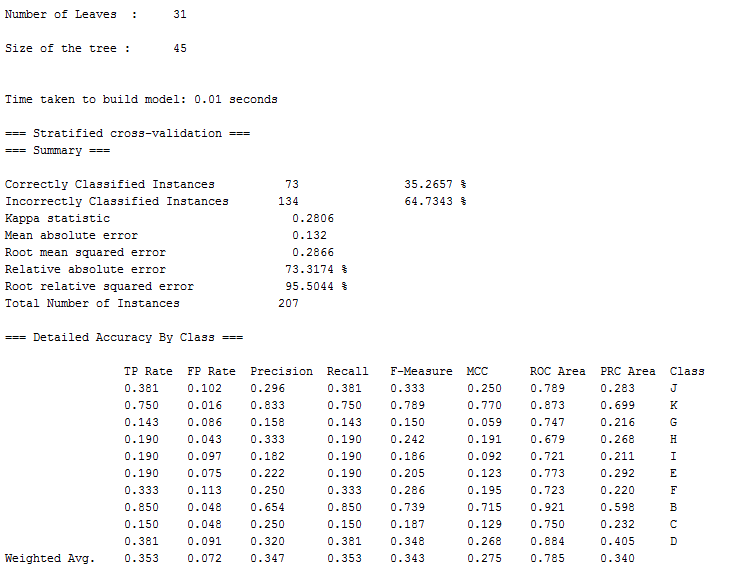 Number of Leaves : 31
Size of the tree : 45
Time taken to build model: 0.01 seconds
=== Stratified cross-validation ===
=== Summary ===
Correctly Classified Instances 73 35.2657 %
Incorrectly Classified Instances 134 64.7343 %
Kappa statistic 0.2806
Mean absolute error 0.132
Root mean squared error 0.2866
Relative absolute error 73.3174 %
Root relative squared error 95.5044 %
Total Number of Instances 207
=== Detailed Accuracy By Class ===
TP Rate FP Rate Precision Recall F-Measure MCC ROC Area PRC Area Class
0.381 0.102 0.296 0.381 0.333 0.250 0.789 0.283 J
0.750 0.016 0.833 0.750 0.789 0.770 0.873 0.699 K
0.143 0.086 0.158 0.143 0.150 0.059 0.747 0.216 G
0.190 0.043 0.333 0.190 0.242 0.191 0.679 0.268 H
0.190 0.097 0.182 0.190 0.186 0.092 0.721 0.211 I
0.190 0.075 0.222 0.190 0.205 0.123 0.773 0.292 E
0.333 0.113 0.250 0.333 0.286 0.195 0.723 0.220 F
0.850 0.048 0.654 0.850 0.739 0.715 0.921 0.598 B
0.150 0.048 0.250 0.150 0.187 0.129 0.750 0.232 C
0.381 0.091 0.320 0.381 0.348 0.268 0.884 0.405 D
Weighted Avg. 0.353 0.072 0.347 0.353 0.343 0.275 0.785 0.340